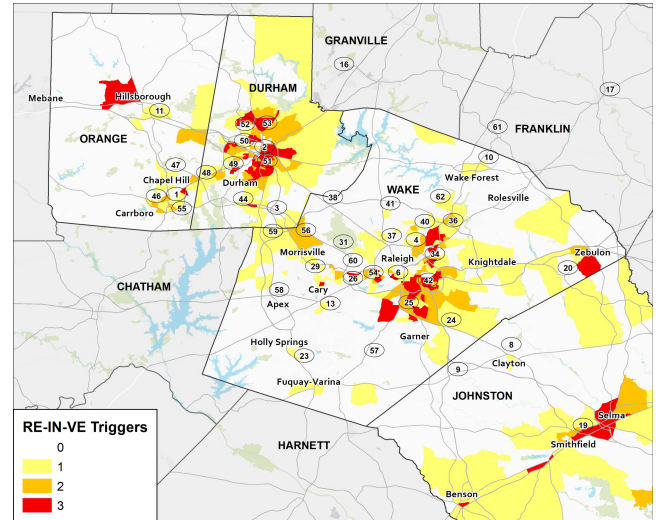 GRANVILLE
16
17
DURHAM
Mebane
Hillsborough
11
52
53
61
FRANKLIN
ORANGE
50
2
10
47
49
51
Wake Forest
Chapel Hill
48
Durham
WAKE
46
1
44
38
62
Rolesville
Carrboro
55
3
41
40
36
59
56
31
37
4
Morrisville
60
Raleigh
34
Zebulon
29
26
54
6
Knightdale
20
CHATHAM
58
Cary
42
Apex
13
25
24
Garner
Holly Springs
23
57
8
Clayton
9
Fuquay-Varina
JOHNSTON
RE-IN-VE Triggers
0
1
2
3
HARNETT
Selma
19
Smithfield
Benson